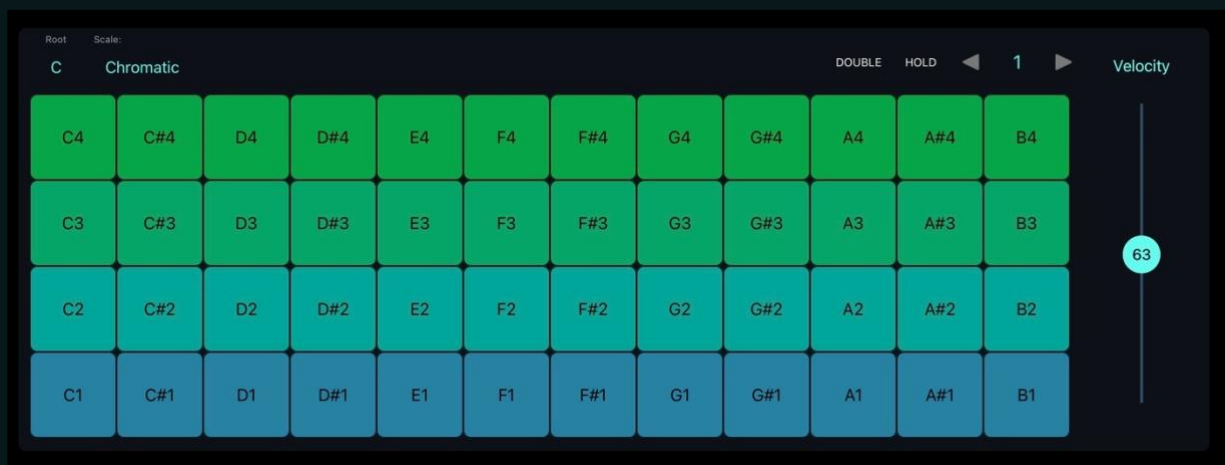 Root Scale:
C Chromatic DOUBLE HOLD 1 Velocity
C4 C#4 D4 D#4 E4 F4 F#4 G4 G#4 A4 A#4 B4
C3 C#3 D3 D#3 E3 F3 F#3 G3 G#3 A3 A#3 B3
63
C2 C#2 D2 D#2 E2 F2 F#2 G2 G#2 A2 A#2 B2
C1 C#1 D1 D#1 E1 F1 F#1 G1 G#1 A1 A#1 B1